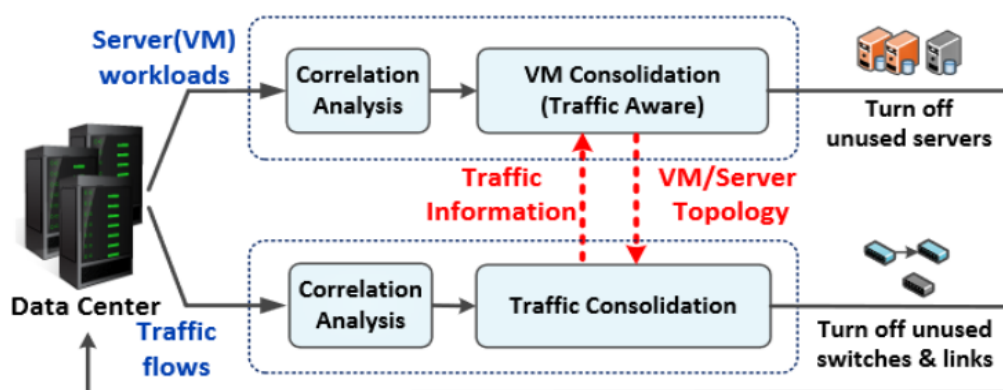 Server(VM)
workloads
Correlation
Analysis
VM Consolidation
(Traffic Aware)
Turn off
unused servers
Traffic
Information
VM/Server
Topology
Data Center
Traffic
flows
Correlation
Analysis
Traffic Consolidation
Turn off unused
switches & links